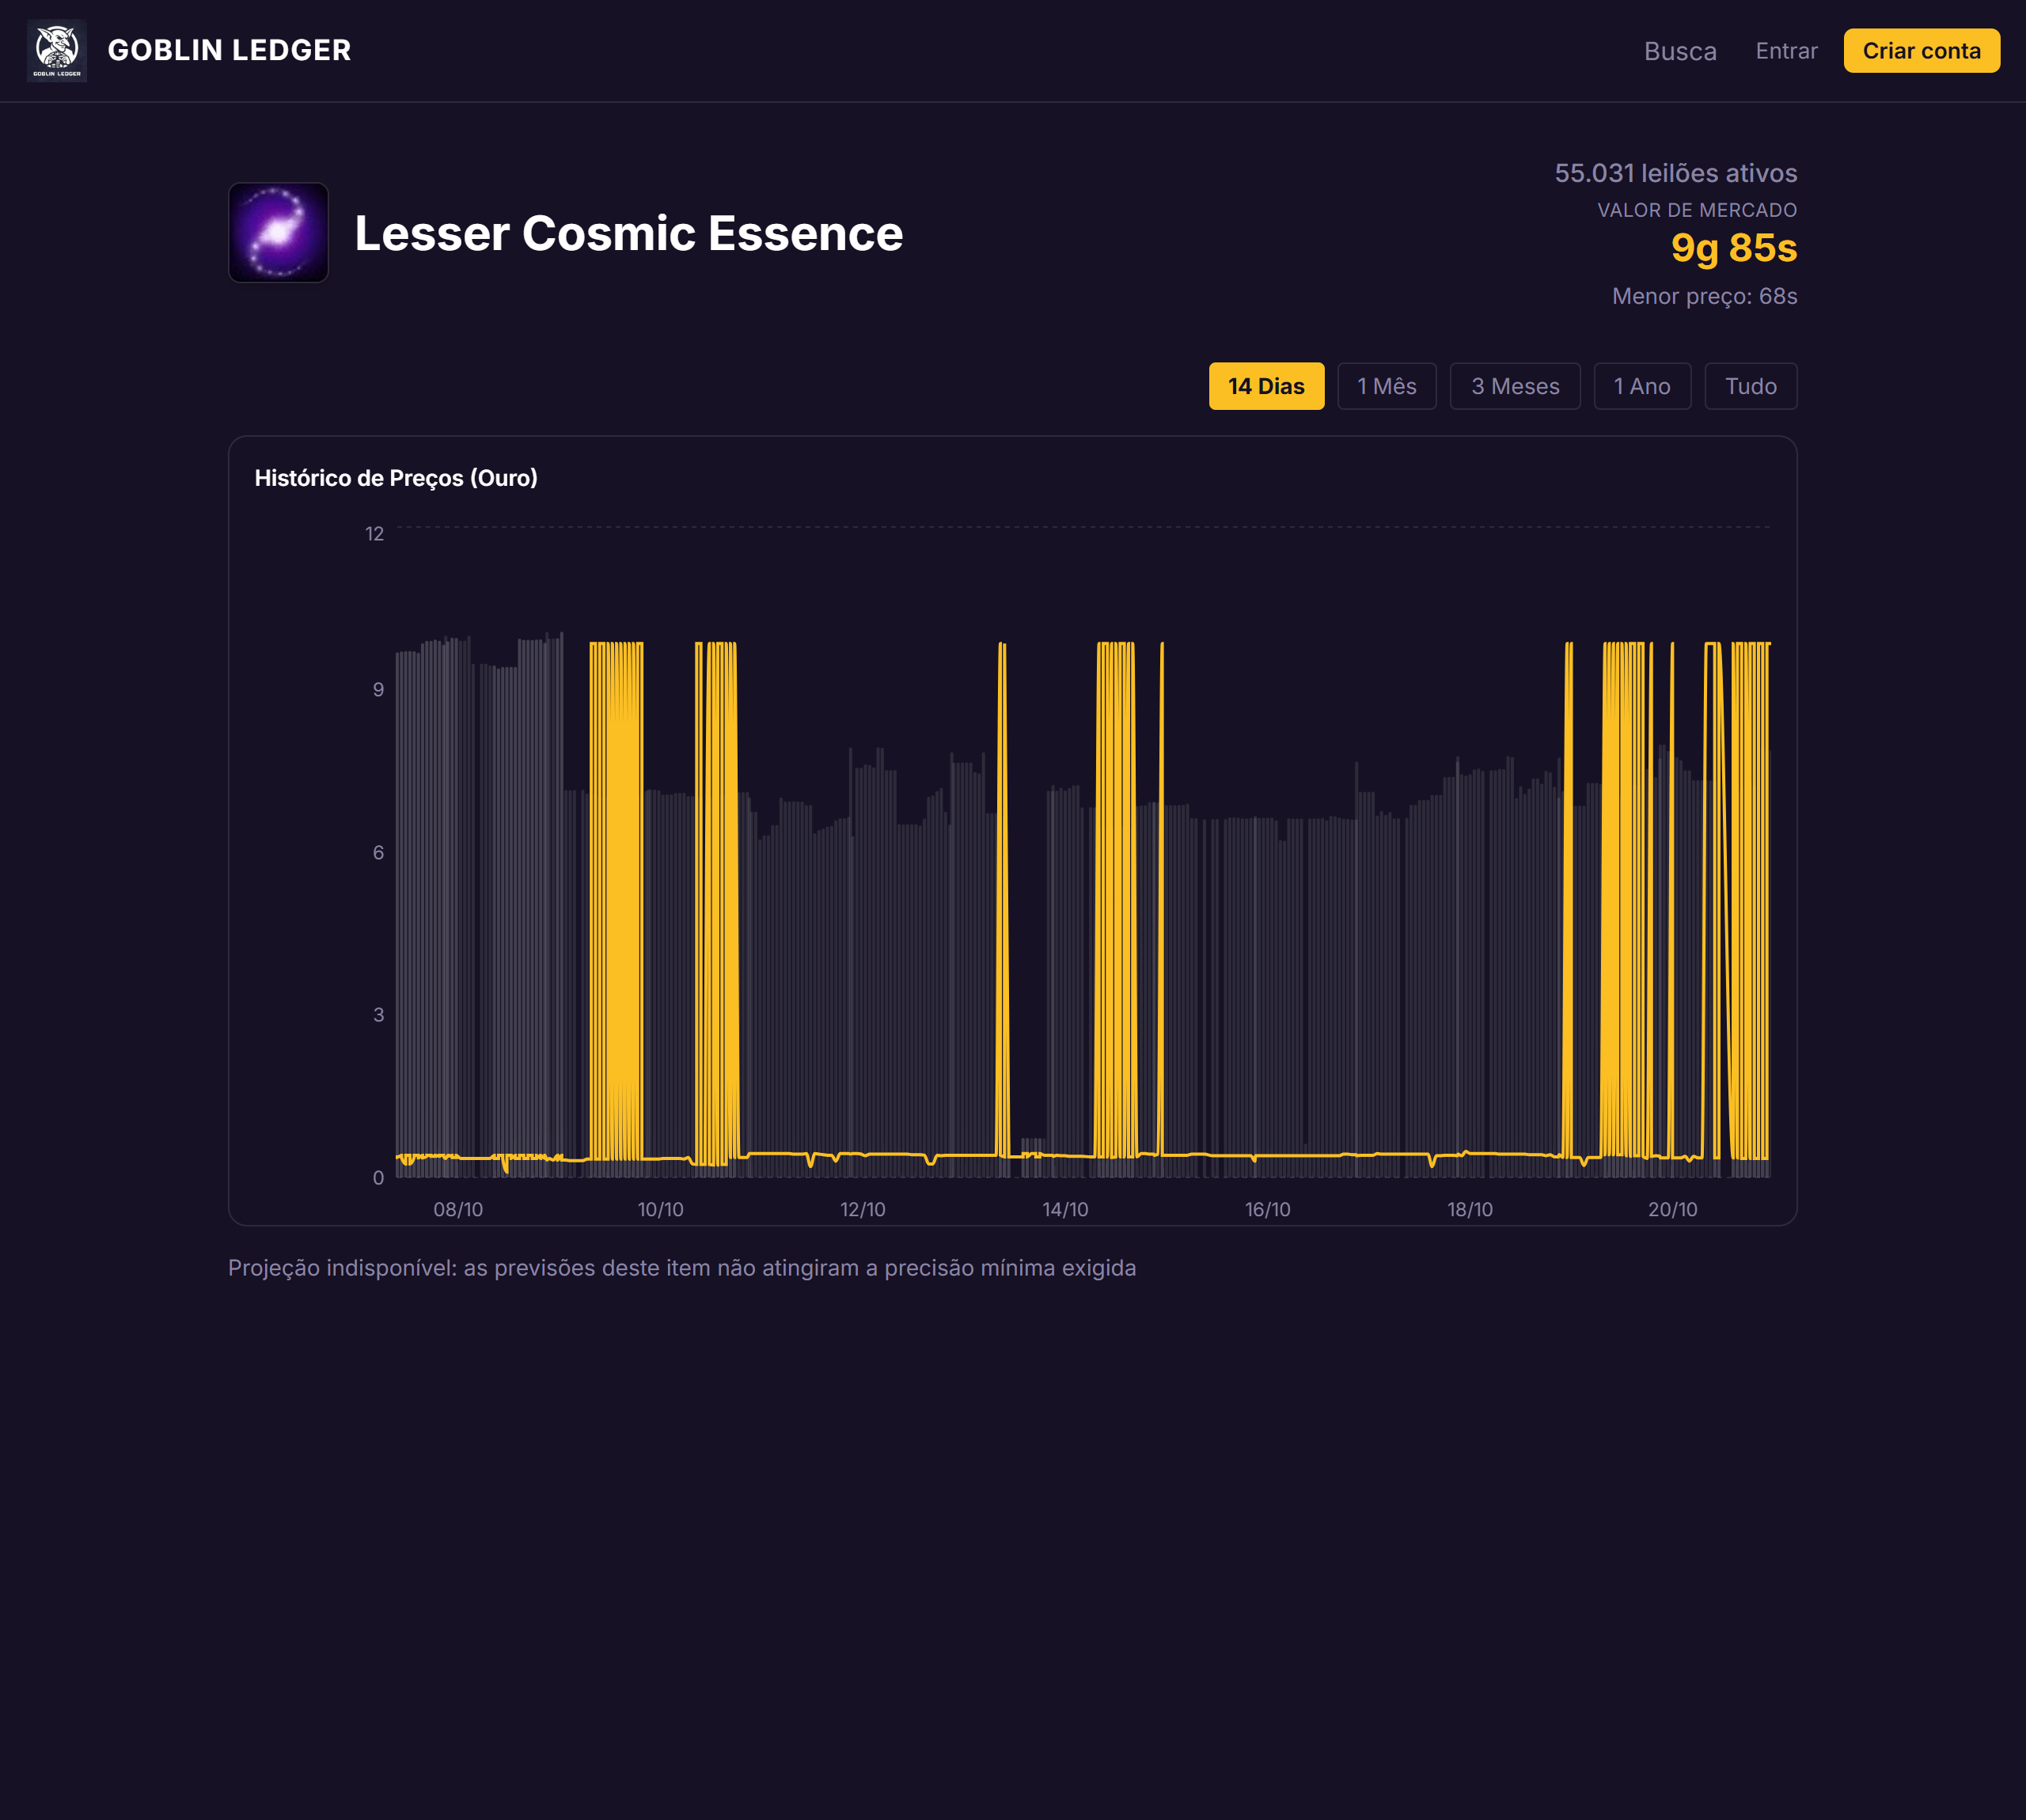 GOBLIN LEDGER
GOBLIN LEDGER
Busca
Entrar
Criar conta
Lesser Cosmic Essence
55.031 leilões ativos
VALOR DE MERCADO
9g 85s
Menor preço: 68s
14 Dias
1 Mês
3 Meses
1 Ano
Tudo
Histórico de Preços (Ouro)
12
9
6
3
0
08/10
10/10
12/10
14/10
16/10
18/10
20/10
Projeção indisponível: as previsões deste item não atingiram a precisão mínima exigida